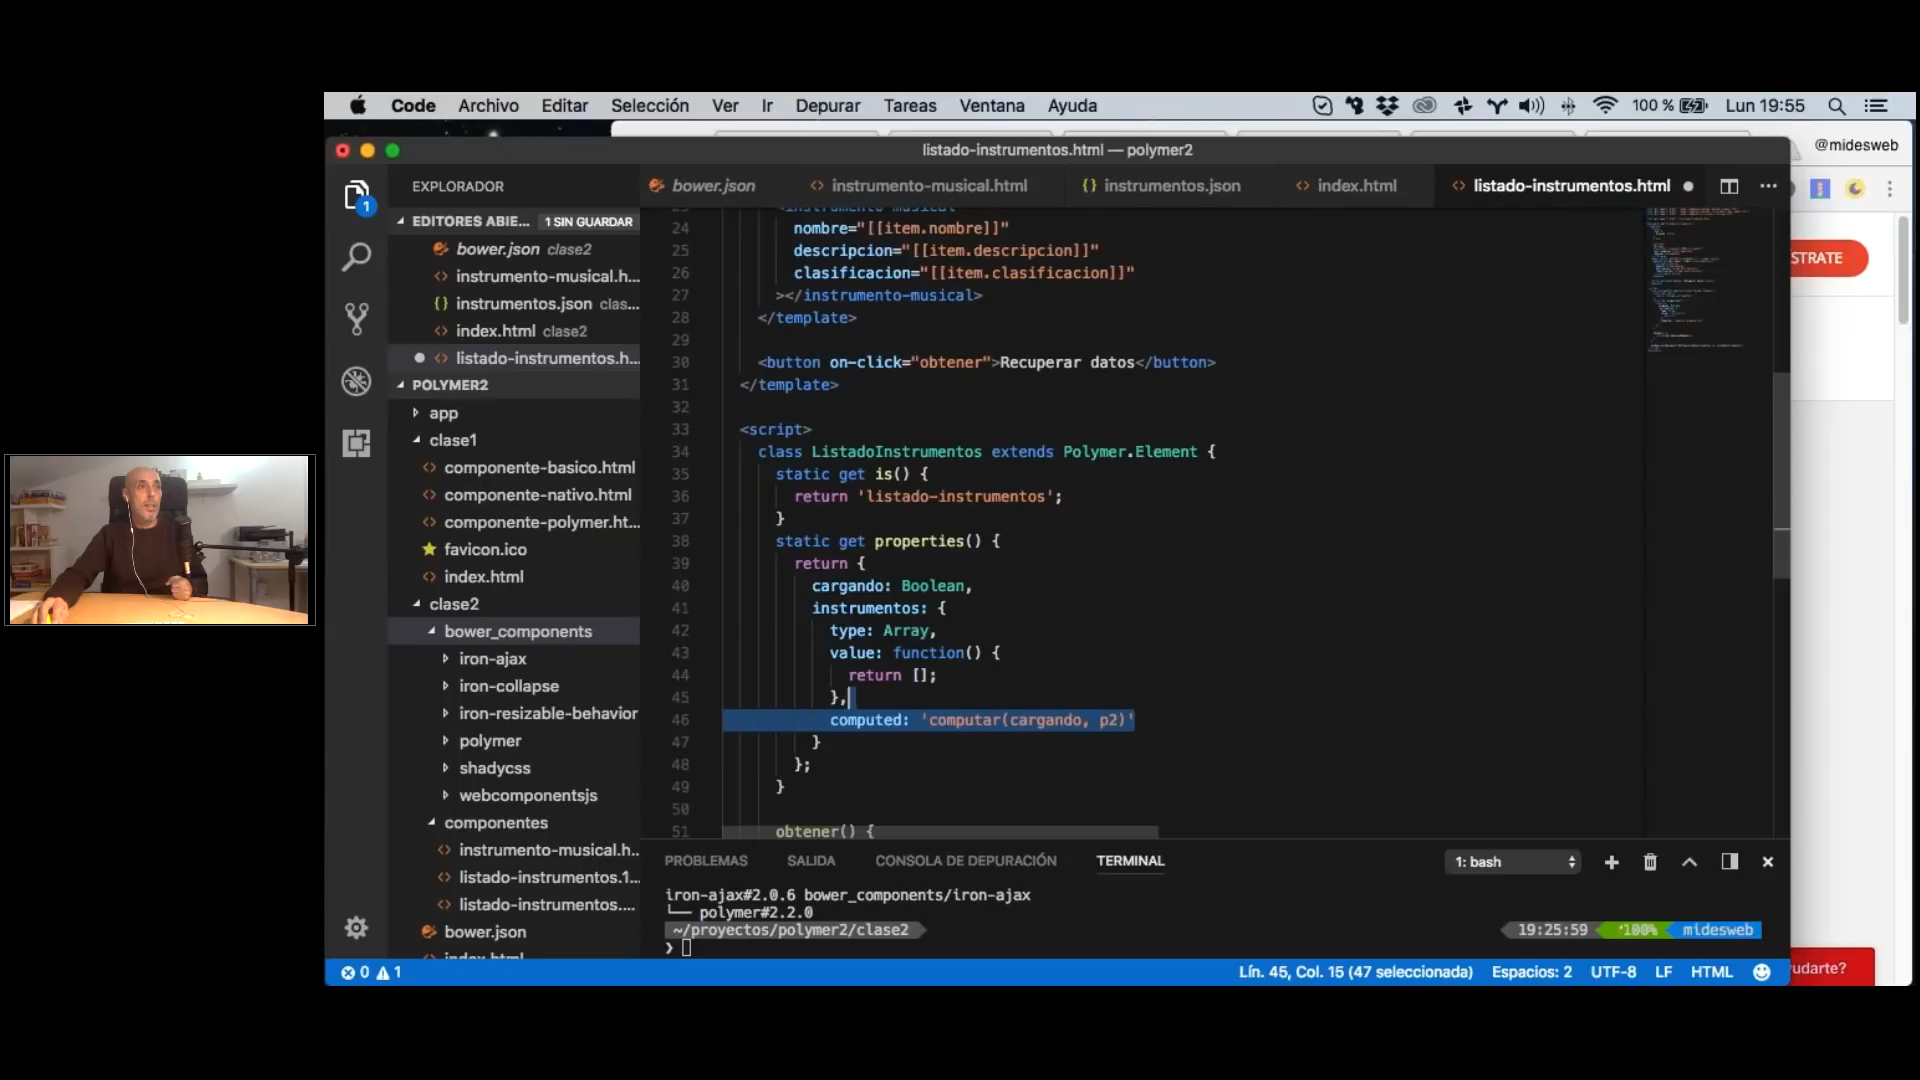 Code Archivo Editar Selección Ver Ir Depurar Tareas Ventana Ayuda 100 % Lun 19:55
@midesweb
listado-instrumentos.html — polymer2
EXPLORADOR
bower.json
instrumento-musical.html
instrumentos.json
index.html
listado-instrumentos.html
1
EDITORES ABIE... 1 SIN GUARDAR
bower.json clase2
instrumento-musical.h...
instrumentos.json clas...
index.html clase2
listado-instrumentos.h...
POLYMER2
app
clase1
componente-basico.html
componente-nativo.html
componente-polymer.ht...
favicon.ico
index.html
clase2
bower_components
iron-ajax
iron-collapse
iron-resizable-behavior
polymer
shadycss
webcomponentsjs
componentes
instrumento-musical.h...
listado-instrumentos.1...
listado-instrumentos....
bower.json
index.html
23 <instrumento-musical
24 nombre="[[item.nombre]]"
25 descripcion="[[item.descripcion]]"
26 clasificacion="[[item.clasificacion]]"
27 ></instrumento-musical>
28 </template>
29
30 <button on-click="obtener">Recuperar datos</button>
31 </template>
32
33 <script>
34 class ListadoInstrumentos extends Polymer.Element {
35 static get is() {
36 return 'listado-instrumentos';
37 }
38 static get properties() {
39 return {
40 cargando: Boolean,
41 instrumentos: {
42 type: Array,
43 value: function() {
44 return [];
45 },
46 computed: 'computar(cargando, p2)'
47 }
48 };
49 }
50
51 obtener() {
STRATE
PROBLEMAS SALIDA CONSOLA DE DEPURACIÓN TERMINAL 1: bash
iron-ajax#2.0.6 bower_components/iron-ajax
└── polymer#2.2.0
~/proyectos/polymer2/clase2 19:25:59 100% midesweb
❯
udarte?
0 1 Lín. 45, Col. 15 (47 seleccionada) Espacios: 2 UTF-8 LF HTML